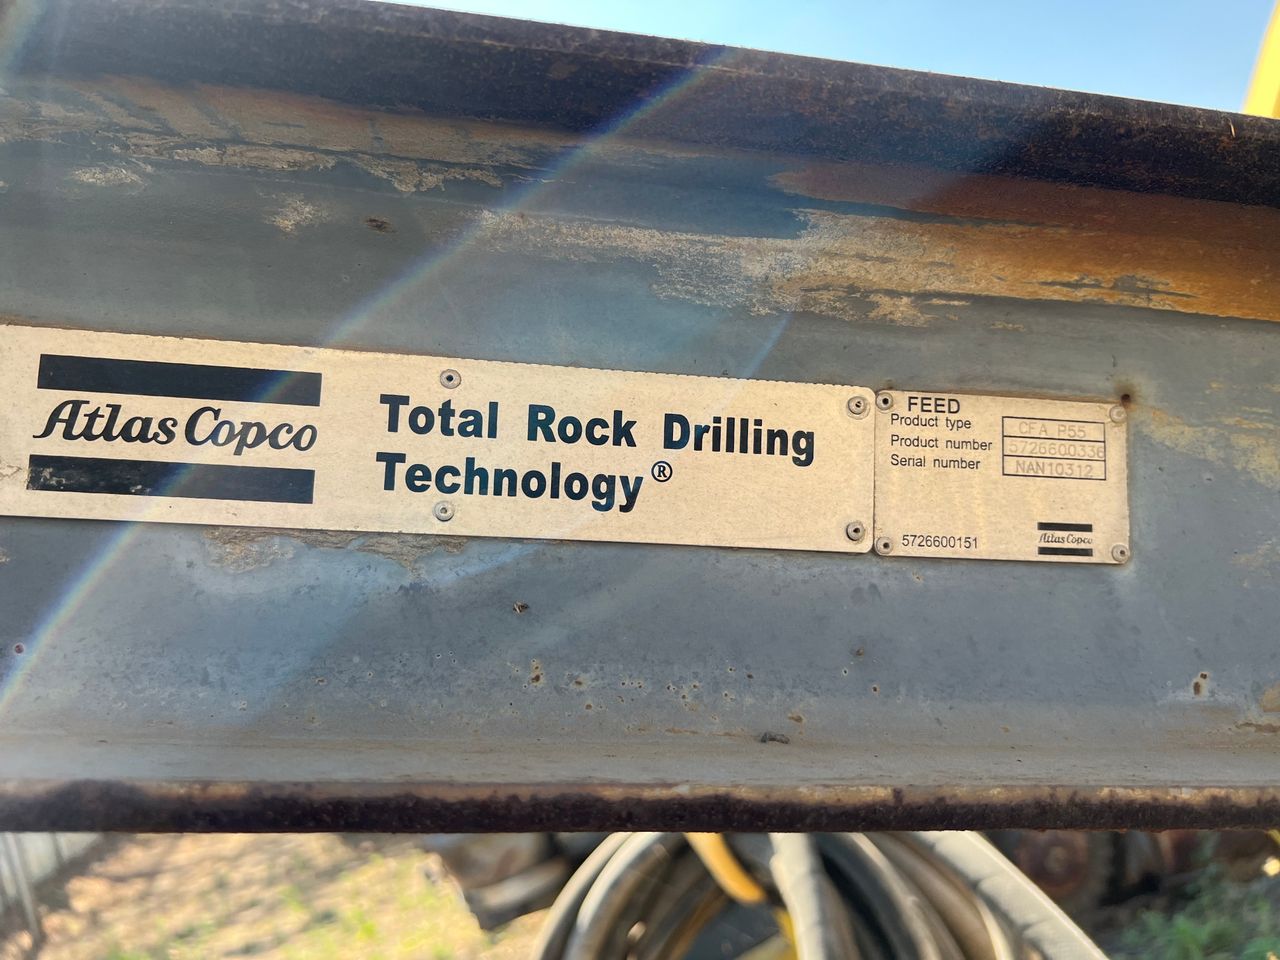 Atlas Copco
Total Rock Drilling
Technology®
FEED
Product type CFA P55
Product number 5726600336
Serial number NAN10312
5726600151
Atlas Copco